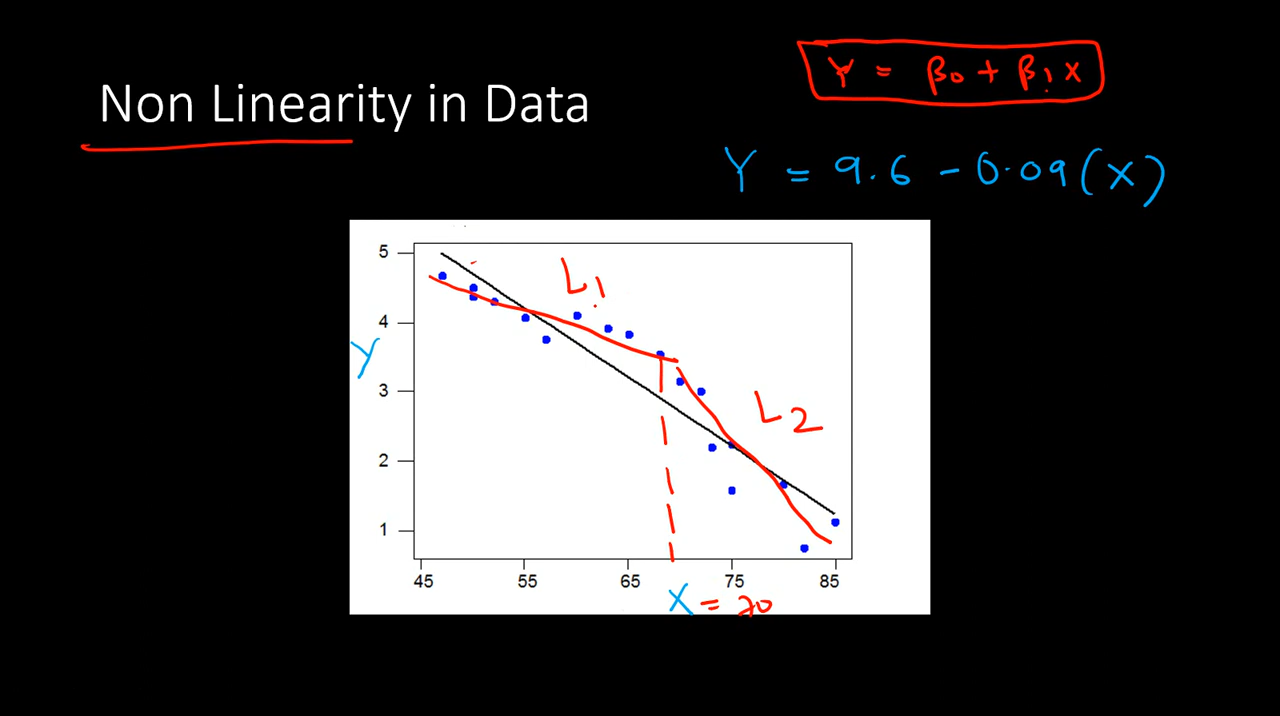 Y = β0 + β1 x
Non Linearity in Data
Y = 9.6 - 0.09(X)
5
L1
4
Y
3
L2
2
1
45 55 65 75 85
X = 70